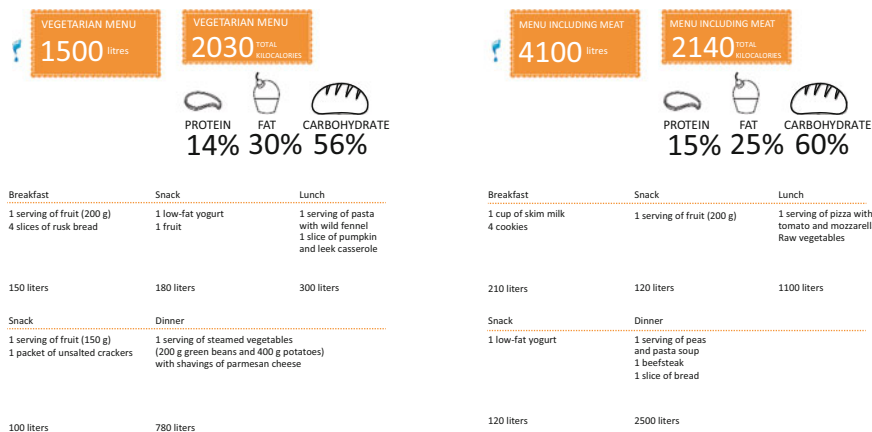 VEGETARIAN MENU
1500 litres
VEGETARIAN MENU
2030 TOTAL KILOCALORIES
PROTEIN FAT CARBOHYDRATE
14% 30% 56%
Breakfast Snack Lunch
1 serving of fruit (200 g)
4 slices of rusk bread
1 low-fat yogurt
1 fruit
1 serving of pasta
with wild fennel
1 slice of pumpkin
and leek casserole
150 liters 180 liters 300 liters
Snack Dinner
1 serving of fruit (150 g)
1 packet of unsalted crackers
1 serving of steamed vegetables
(200 g green beans and 400 g potatoes)
with shavings of parmesan cheese
100 liters 780 liters
MENU INCLUDING MEAT
4100 litres
MENU INCLUDING MEAT
2140 TOTAL KILOCALORIES
PROTEIN FAT CARBOHYDRATE
15% 25% 60%
Breakfast Snack Lunch
1 cup of skim milk
4 cookies
1 serving of fruit (200 g)
1 serving of pizza with
tomato and mozzarell
Raw vegetables
210 liters 120 liters 1100 liters
Snack Dinner
1 low-fat yogurt
1 serving of peas
and pasta soup
1 beefsteak
1 slice of bread
120 liters 2500 liters